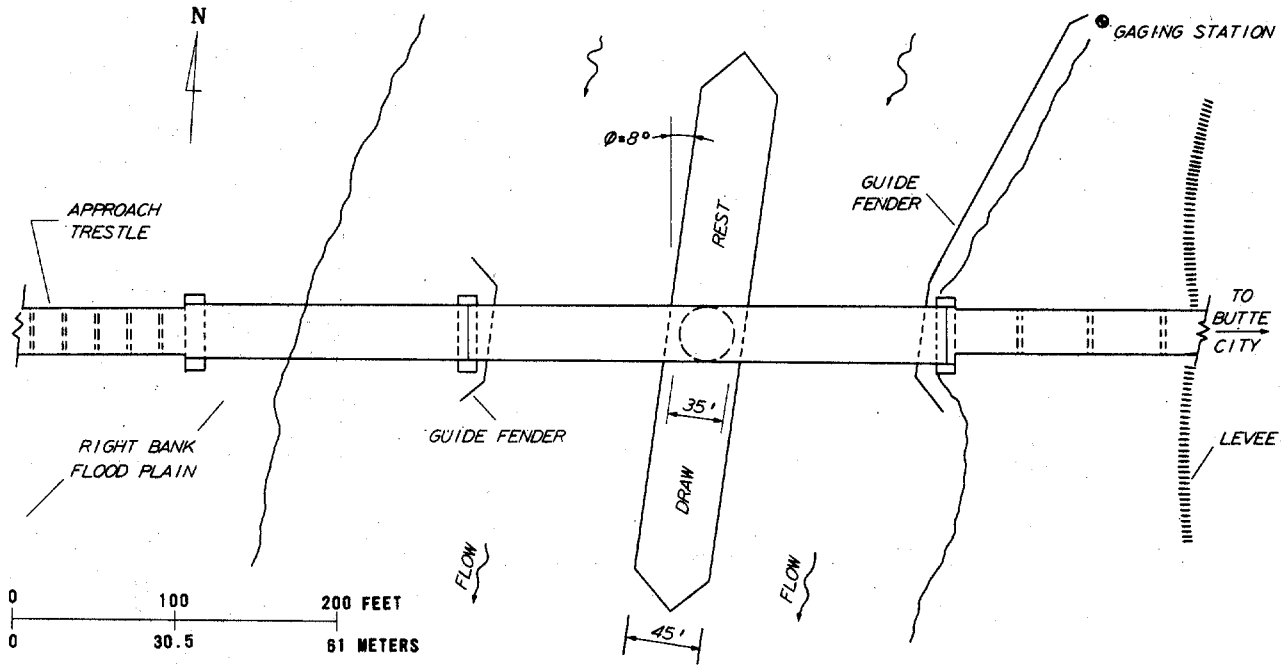 N
GAGING STATION
Ø=8°
APPROACH
TRESTLE
REST
GUIDE
FENDER
TO
BUTTE
CITY
35'
RIGHT BANK
FLOOD PLAIN
GUIDE FENDER
LEVEE
DRAW
FLOW
FLOW
0 100 200 FEET
0 30.5 61 METERS
45'